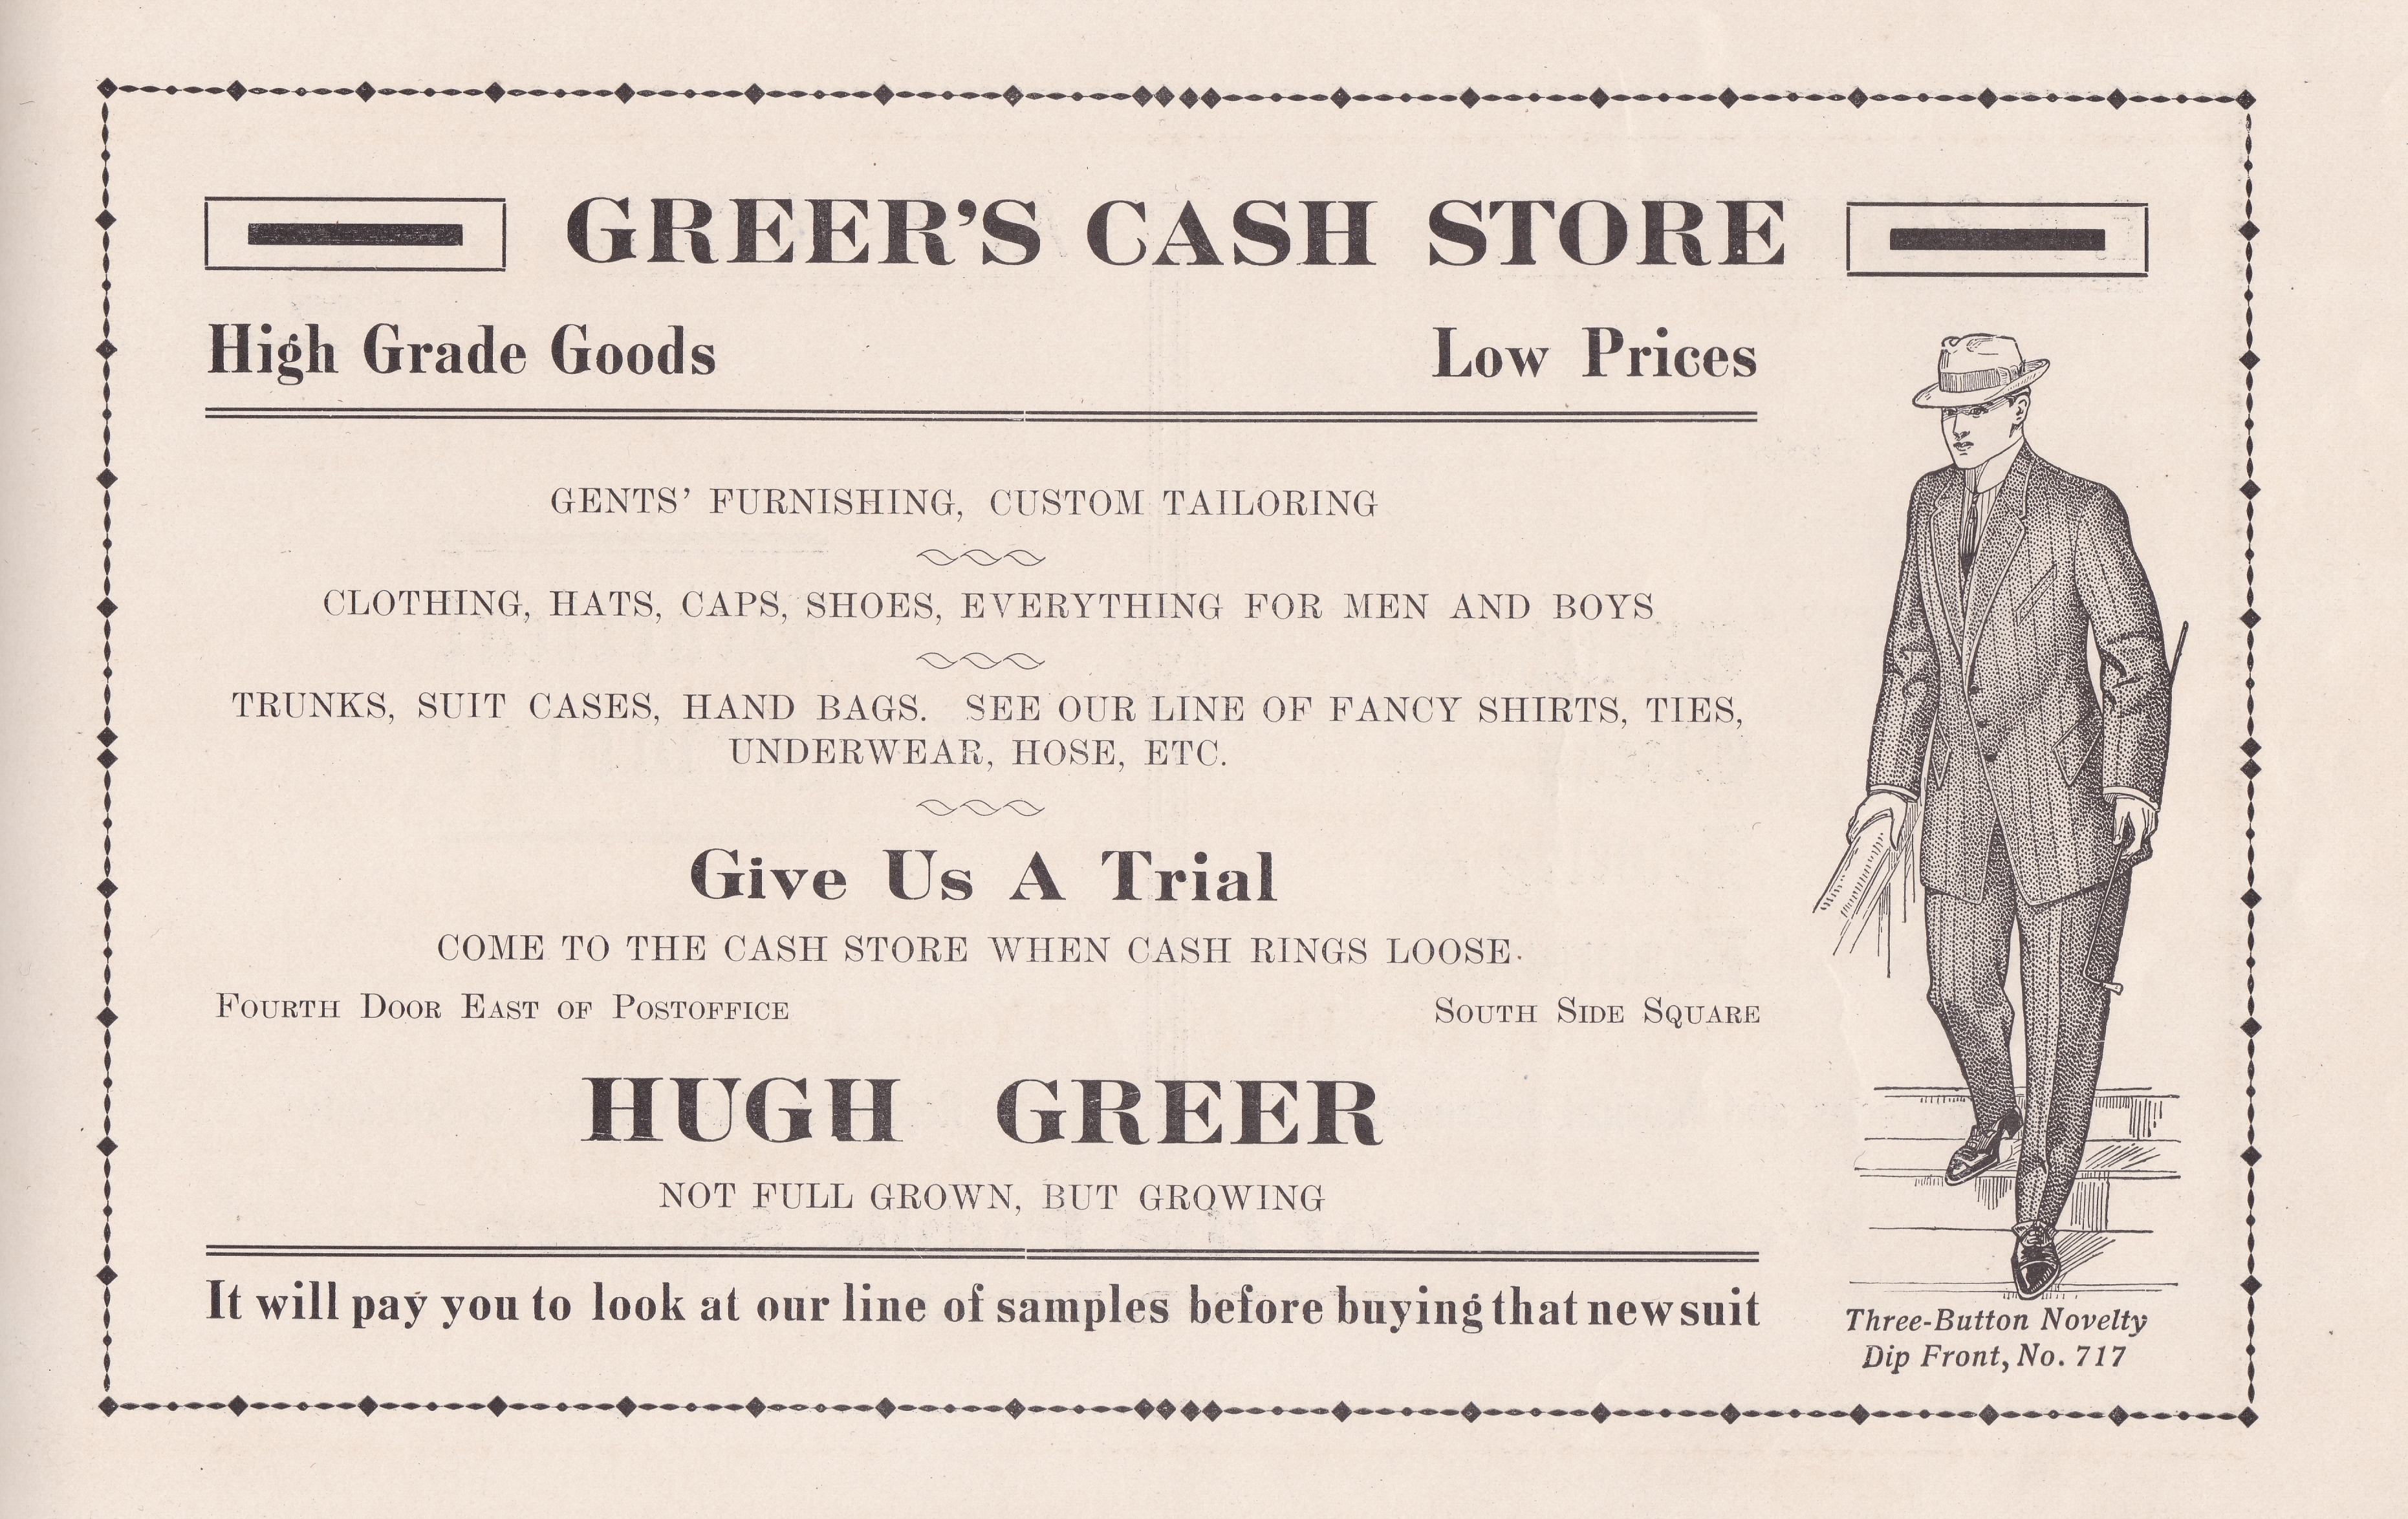 GREER'S CASH STORE
High Grade Goods
Low Prices
GENTS' FURNISHING, CUSTOM TAILORING
CLOTHING, HATS, CAPS, SHOES, EVERYTHING FOR MEN AND BOYS
TRUNKS, SUIT CASES, HAND BAGS. SEE OUR LINE OF FANCY SHIRTS, TIES,
UNDERWEAR, HOSE, ETC.
Give Us A Trial
COME TO THE CASH STORE WHEN CASH RINGS LOOSE.
FOURTH DOOR EAST OF POSTOFFICE
SOUTH SIDE SQUARE
HUGH GREER
NOT FULL GROWN, BUT GROWING
It will pay you to look at our line of samples before buying that new suit
Three-Button Novelty
Dip Front, No. 717